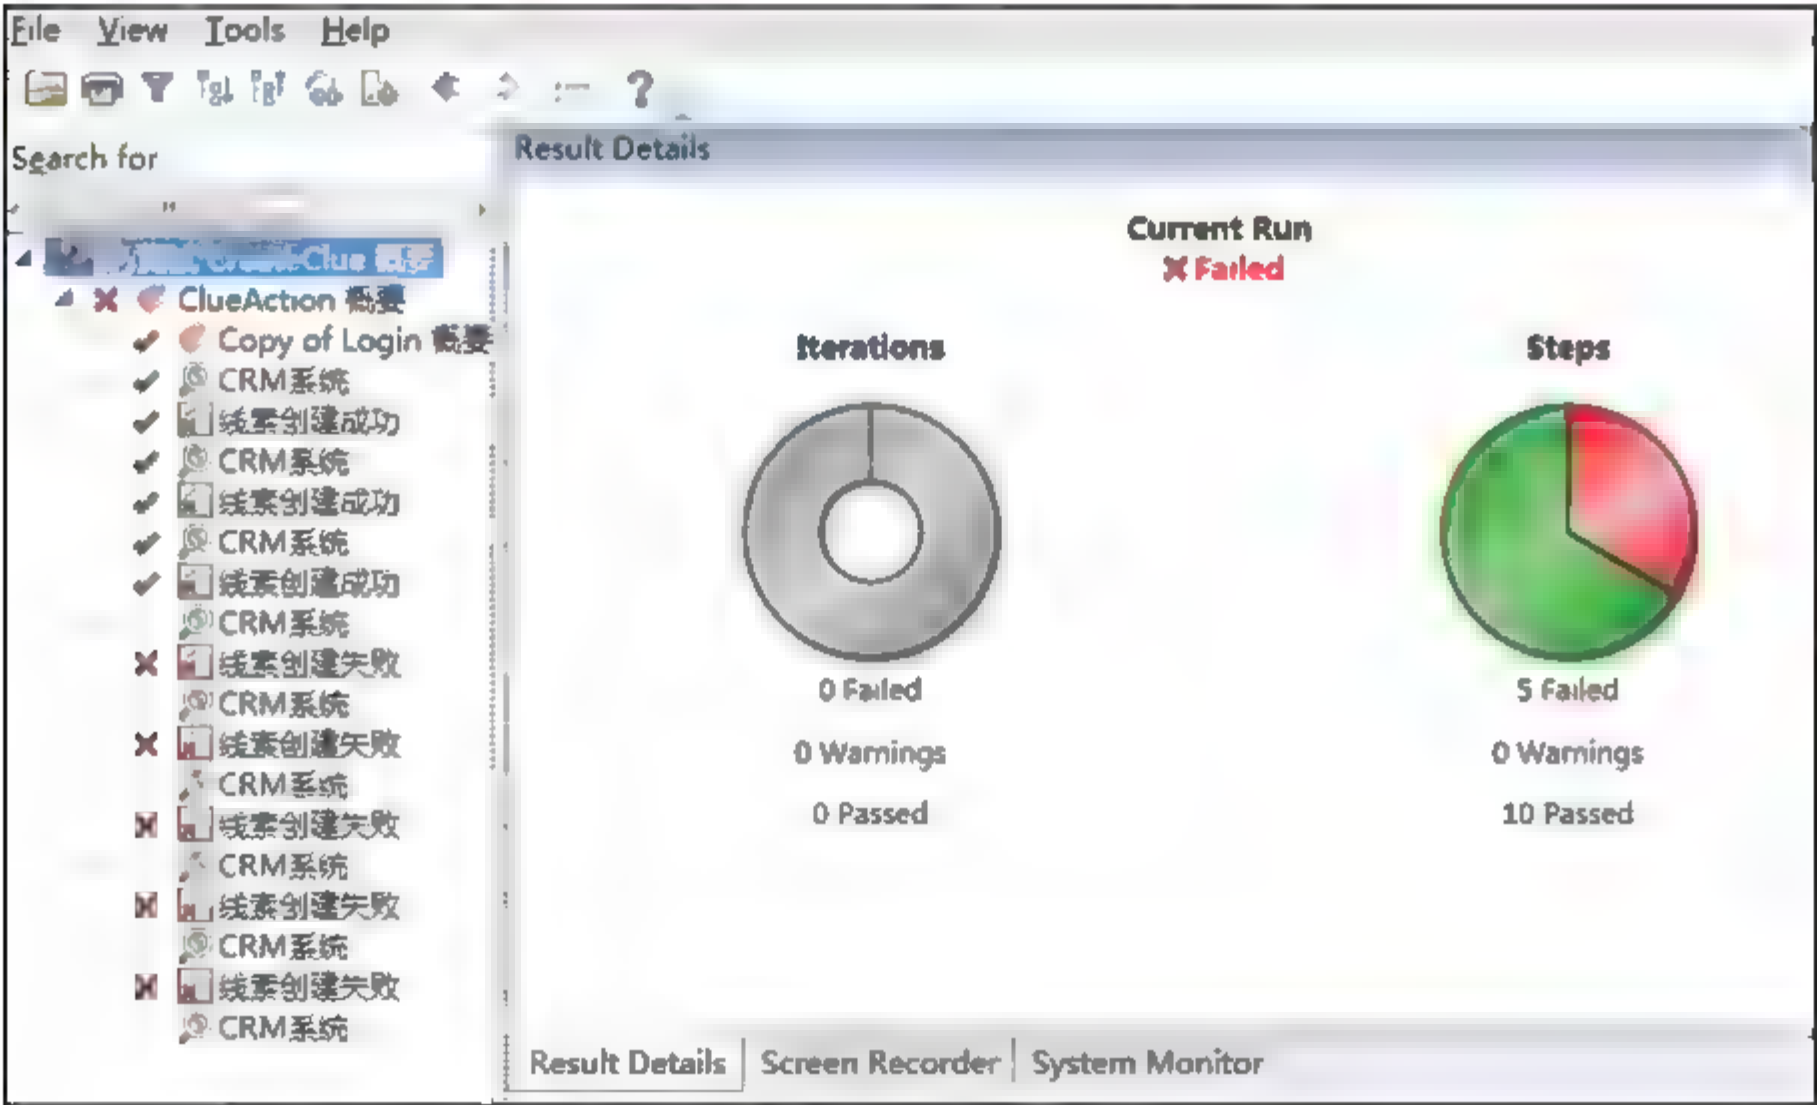 File View Tools Help
Search for
Result Details
Clue 概要
ClueAction 概要
Copy of Login 概要
CRM系统
线索创建成功
CRM系统
线索创建成功
CRM系统
线索创建成功
CRM系统
线索创建失败
CRM系统
线索创建失败
CRM系统
线索创建失败
CRM系统
线索创建失败
CRM系统
线索创建失败
CRM系统
Current Run
Failed
Iterations
0 Failed
0 Warnings
0 Passed
Steps
5 Failed
0 Warnings
10 Passed
Result Details Screen Recorder System Monitor